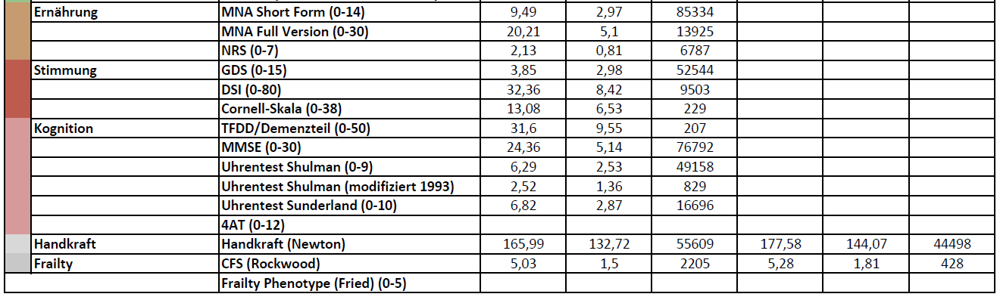 Ernährung MNA Short Form (0-14) 9,49 2,97 85334
MNA Full Version (0-30) 20,21 5,1 13925
NRS (0-7) 2,13 0,81 6787
Stimmung GDS (0-15) 3,85 2,98 52544
DSI (0-80) 32,36 8,42 9503
Cornell-Skala (0-38) 13,08 6,53 229
Kognition TFDD/Demenzteil (0-50) 31,6 9,55 207
MMSE (0-30) 24,36 5,14 76792
Uhrentest Shulman (0-9) 6,29 2,53 49158
Uhrentest Shulman (modifiziert 1993) 2,52 1,36 829
Uhrentest Sunderland (0-10) 6,82 2,87 16696
4AT (0-12)
Handkraft Handkraft (Newton) 165,99 132,72 55609 177,58 144,07 44498
Frailty CFS (Rockwood) 5,03 1,5 2205 5,28 1,81 428
Frailty Phenotype (Fried) (0-5)